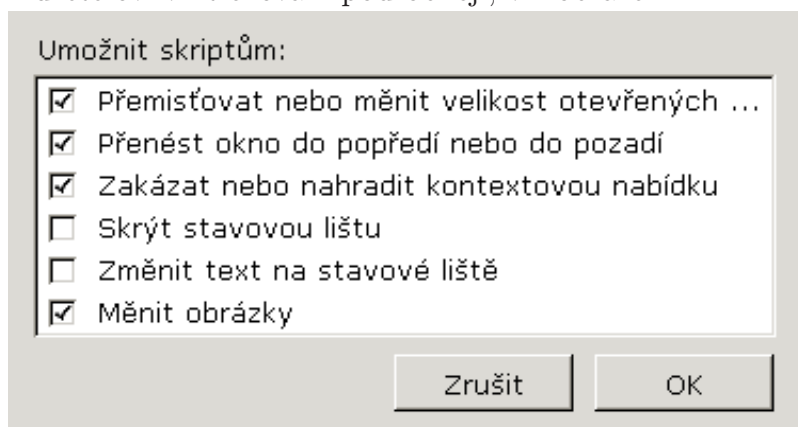 Umožnit skriptům:
Přemisťovat nebo měnit velikost otevřených ...
Přenést okno do popředí nebo do pozadí
Zakázat nebo nahradit kontextovou nabídku
Skrýt stavovou lištu
Změnit text na stavové liště
Měnit obrázky
Zrušit OK